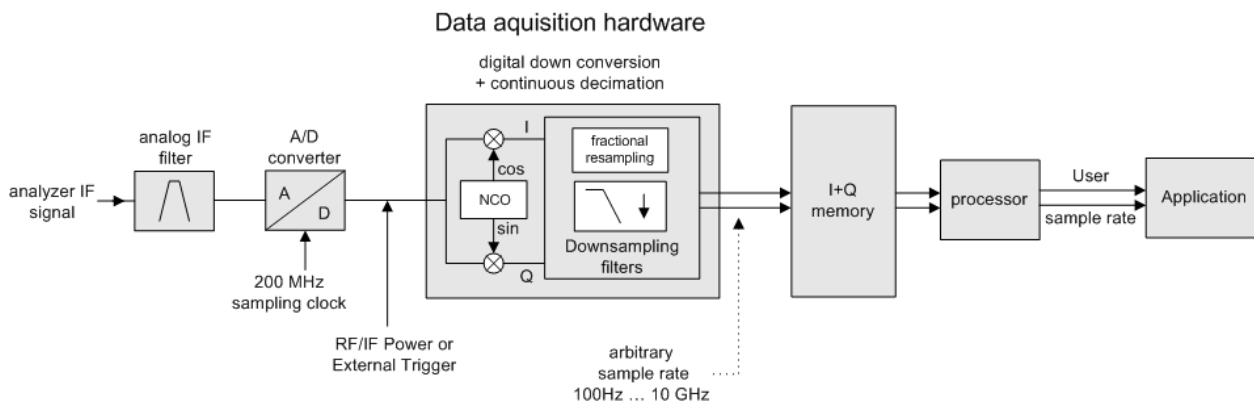 Data aquisition hardware
digital down conversion
+ continuous decimation
analog IF
filter
A/D
converter
analyzer IF
signal
A
D
200 MHz
sampling clock
RF/IF Power or
External Trigger
I
cos
NCO
sin
Q
fractional
resampling
Downsampling
filters
arbitrary
sample rate
100Hz ... 10 GHz
I+Q
memory
processor
User
sample rate
Application